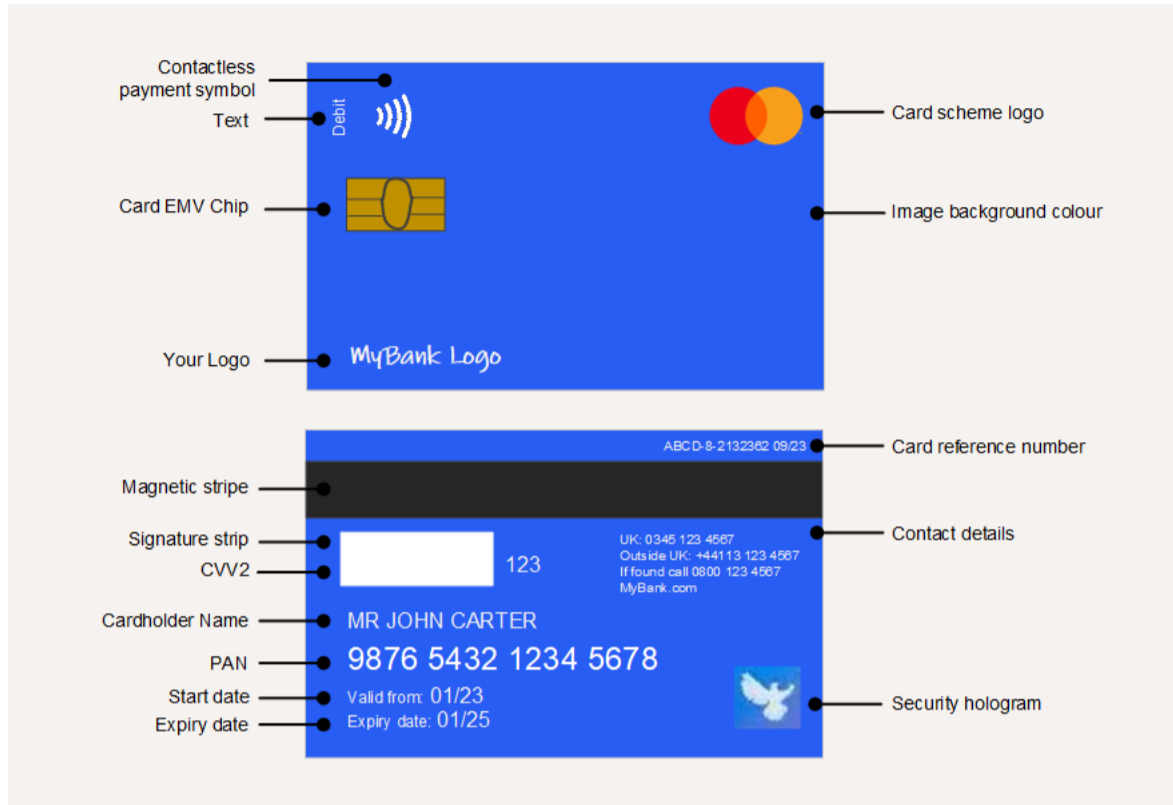 Contactless
payment symbol
Text
Debit
Card scheme logo
Card EMV Chip
Image background colour
Your Logo
MyBank Logo
ABCD-8-2132362 09/23
Card reference number
Magnetic stripe
Signature strip
CVV2
123
UK: 0345 123 4567
Outside UK: +44113 123 4567
If found call 0800 123 4567
MyBank.com
Contact details
Cardholder Name
MR JOHN CARTER
PAN
9876 5432 1234 5678
Start date
Valid from: 01/23
Expiry date
Expiry date: 01/25
Security hologram